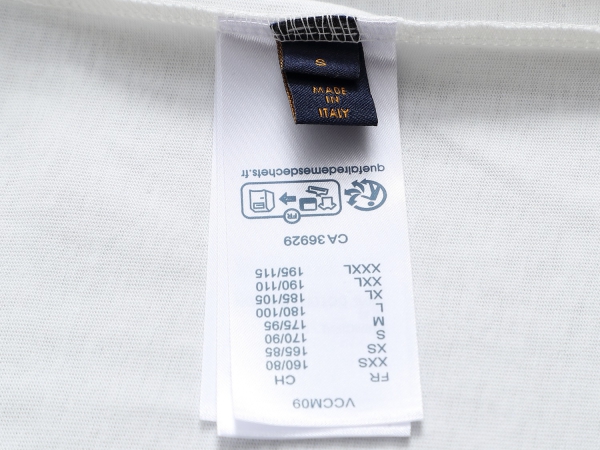 S
MADE
IN
ITALY
VCCM09
FR CH
XXS 160/80
XS 165/85
S 170/90
M 175/95
L 180/100
XL 185/105
XXL 190/110
XXXL 195/115
CA 36929
FR
quefairedemesdechets.fr